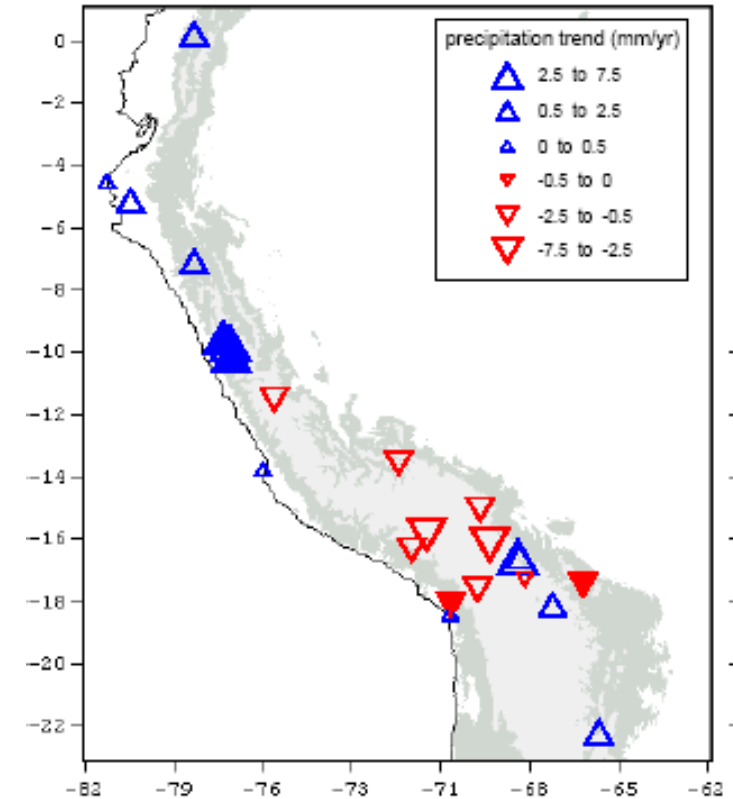 precipitation trend (mm/yr)
2.5 to 7.5
0.5 to 2.5
0 to 0.5
-0.5 to 0
-2.5 to -0.5
-7.5 to -2.5
0
-2
-4
-6
-8
-10
-12
-14
-16
-18
-20
-22
-82 -79 -76 -73 -71 -68 -65 -62